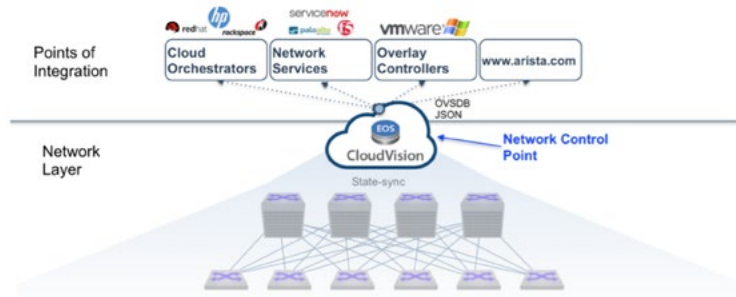 servicenow
redhat
hp
rackspace
paloalto
f5
vmware
Points of
Integration
Cloud
Orchestrators
Network
Services
Overlay
Controllers
www.arista.com
OVSDB
JSON
EOS
CloudVision
Network Control
Point
Network
Layer
State-sync